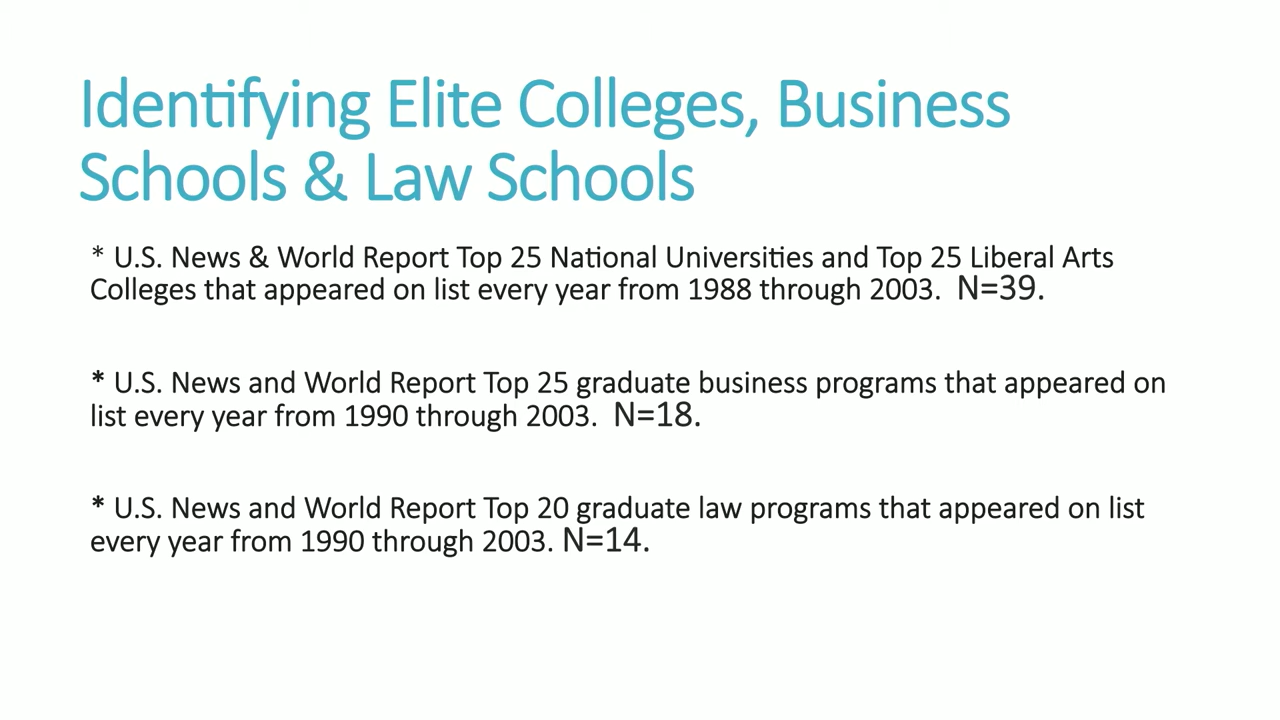 Identifying Elite Colleges, Business
Schools & Law Schools
* U.S. News & World Report Top 25 National Universities and Top 25 Liberal Arts
Colleges that appeared on list every year from 1988 through 2003. N=39.
* U.S. News and World Report Top 25 graduate business programs that appeared on
list every year from 1990 through 2003. N=18.
* U.S. News and World Report Top 20 graduate law programs that appeared on list
every year from 1990 through 2003. N=14.